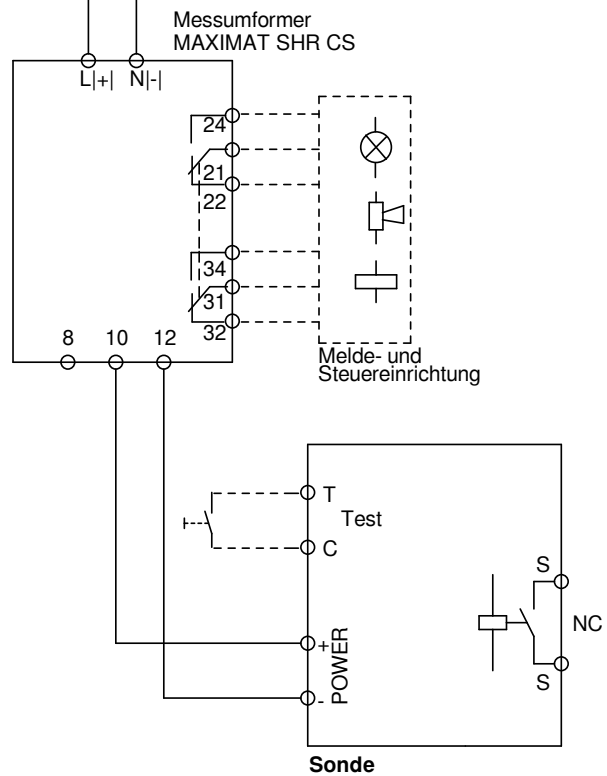 Messumformer
MAXIMAT SHR CS
L|+| N|-|
24
21
22
34
31
32
8 10 12
Melde- und
Steuereinrichtung
T
Test
C
S
NC
+
POWER
-
S
Sonde